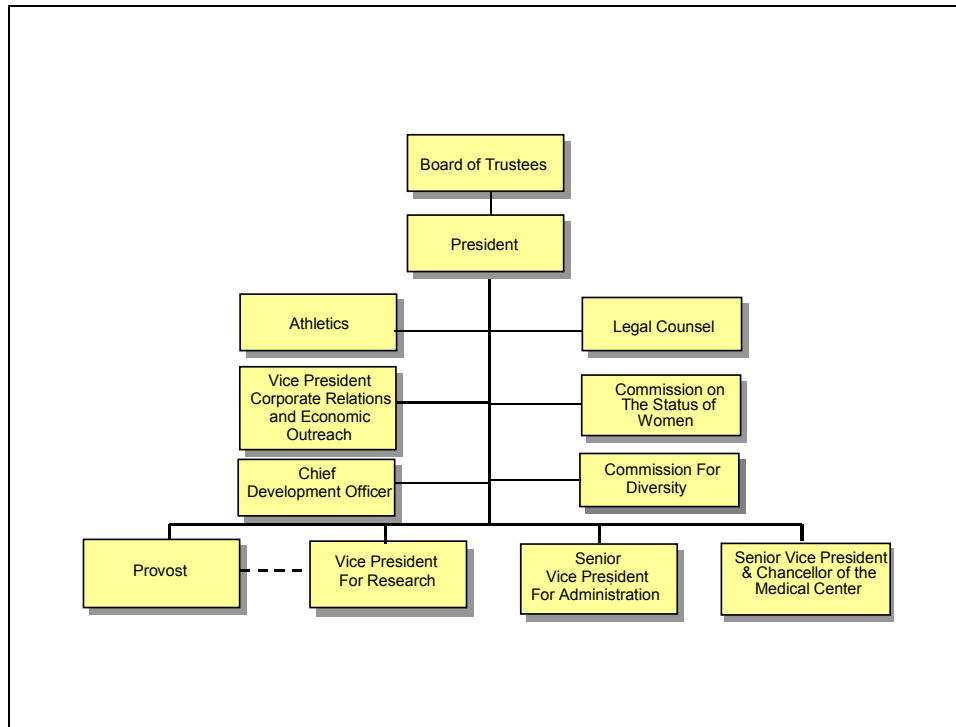 Board of Trustees
President
Athletics
Legal Counsel
Vice President
Corporate Relations
and Economic
Outreach
Commission on
The Status of
Women
Chief
Development Officer
Commission For
Diversity
Provost
Vice President
For Research
Senior
Vice President
For Administration
Senior Vice President
& Chancellor of the
Medical Center